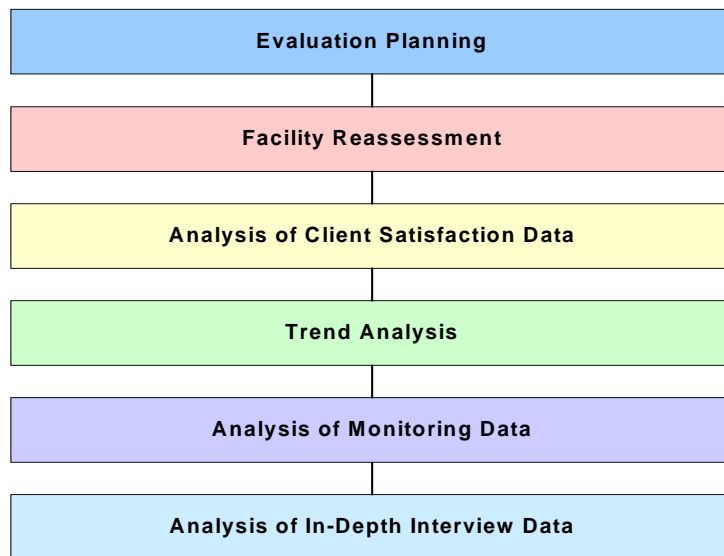 Evaluation Planning
Facility Reassessment
Analysis of Client Satisfaction Data
Trend Analysis
Analysis of Monitoring Data
Analysis of In-Depth Interview Data